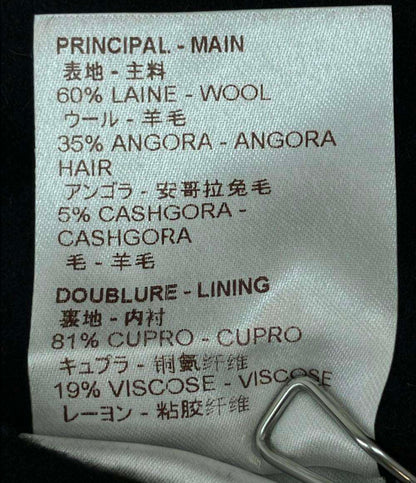 PRINCIPAL - MAIN
表地 - 主料
60% LAINE - WOOL
ウール - 羊毛
35% ANGORA - ANGORA
HAIR
アンゴラ - 安哥拉兔毛
5% CASHGORA -
CASHGORA
毛 - 羊毛
DOUBLURE - LINING
裏地 - 内衬
81% CUPRO - CUPRO
キュプラ - 铜氨纤维
19% VISCOSE - VISCOSE
レーヨン - 粘胶纤维